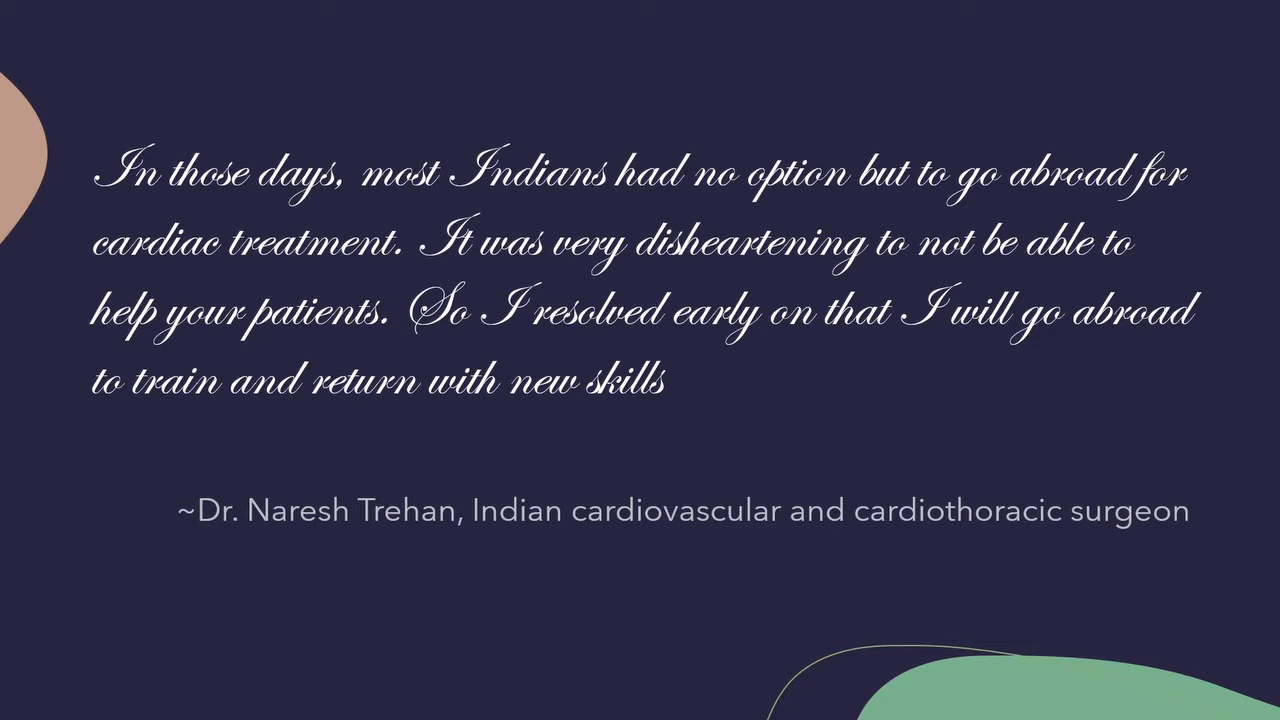 In those days, most Indians had no option but to go abroad for
cardiac treatment. It was very disheartening to not be able to
help your patients. So I resolved early on that I will go abroad
to train and return with new skills
~Dr. Naresh Trehan, Indian cardiovascular and cardiothoracic surgeon